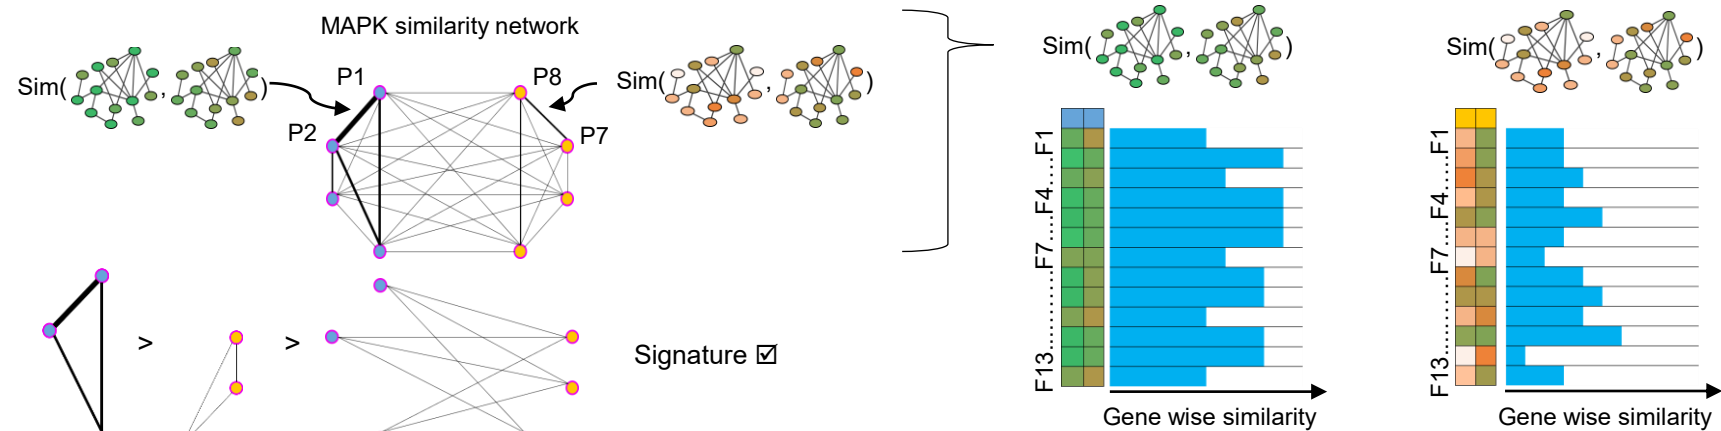 MAPK similarity network
Sim( , )
P1
P8
Sim( , )
P2
P7
> >
Signature ☑
Sim( , )
F1
F4
F7
F13
Gene wise similarity
Sim( , )
F1
F4
F7
F13
Gene wise similarity